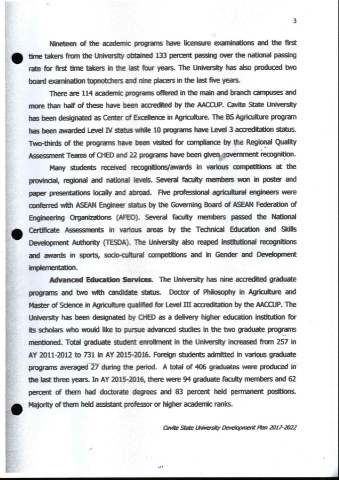 3
Nineteen of the academic programs have licensure examinations and the first
time takers from the University obtained 133 percent passing over the national passing
rate for first time takers in the last four years. The University has also produced two
board examination topnotchers and nine placers in the last five years.
There are 114 academic programs offered in the main and branch campuses and
more than half of these have been accredited by the AACCUP. Cavite State University
has been designated as Center of Excellence in Agriculture. The BS Agriculture program
has been awarded Level IV status while 10 programs have Level 3 accreditation status.
Two-thirds of the programs have been visited for compliance by the Regional Quality
Assessment Teams of CHED and 22 programs have been given government recognition.
Many students received recognitions/awards in various competitions at the
provincial, regional and national levels. Several faculty members won in poster and
paper presentations locally and abroad. Five professional agricultural engineers were
conferred with ASEAN Engineer status by the Governing Board of ASEAN Federation of
Engineering Organizations (AFEO). Several faculty members passed the National
Certificate Assessments in various areas by the Technical Education and Skills
Development Authority (TESDA). The University also reaped institutional recognitions
and awards in sports, socio-cultural competitions and in Gender and Development
implementation.
Advanced Education Services. The University has nine accredited graduate
programs and two with candidate status. Doctor of Philosophy in Agriculture and
Master of Science in Agriculture qualified for Level III accreditation by the AACCUP. The
University has been designated by CHED as a delivery higher education institution for
its scholars who would like to pursue advanced studies in the two graduate programs
mentioned. Total graduate student enrollment in the University increased from 257 in
AY 2011-2012 to 731 in AY 2015-2016. Foreign students admitted in various graduate
programs averaged 27 during the period. A total of 406 graduates were produced in
the last three years. In AY 2015-2016, there were 94 graduate faculty members and 62
percent of them had doctorate degrees and 83 percent held permanent positions.
Majority of them held assistant professor or higher academic ranks.
Cavite State University Development Plan 2017-2022